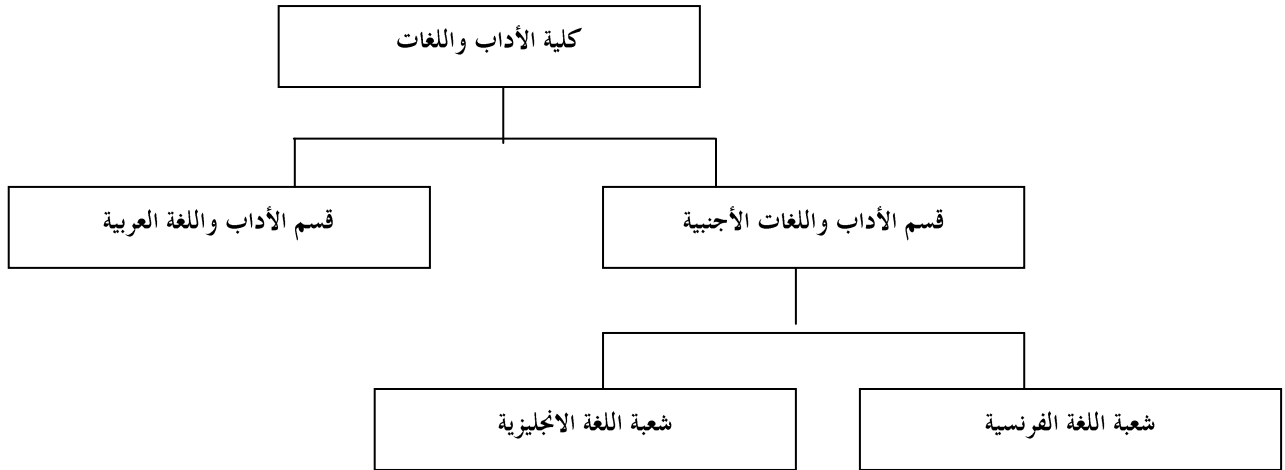 كلية الأداب واللغات
قسم الأداب واللغات الأجنبية
قسم الأداب واللغة العربية
شعبة اللغة الفرنسية
شعبة اللغة الانجليزية